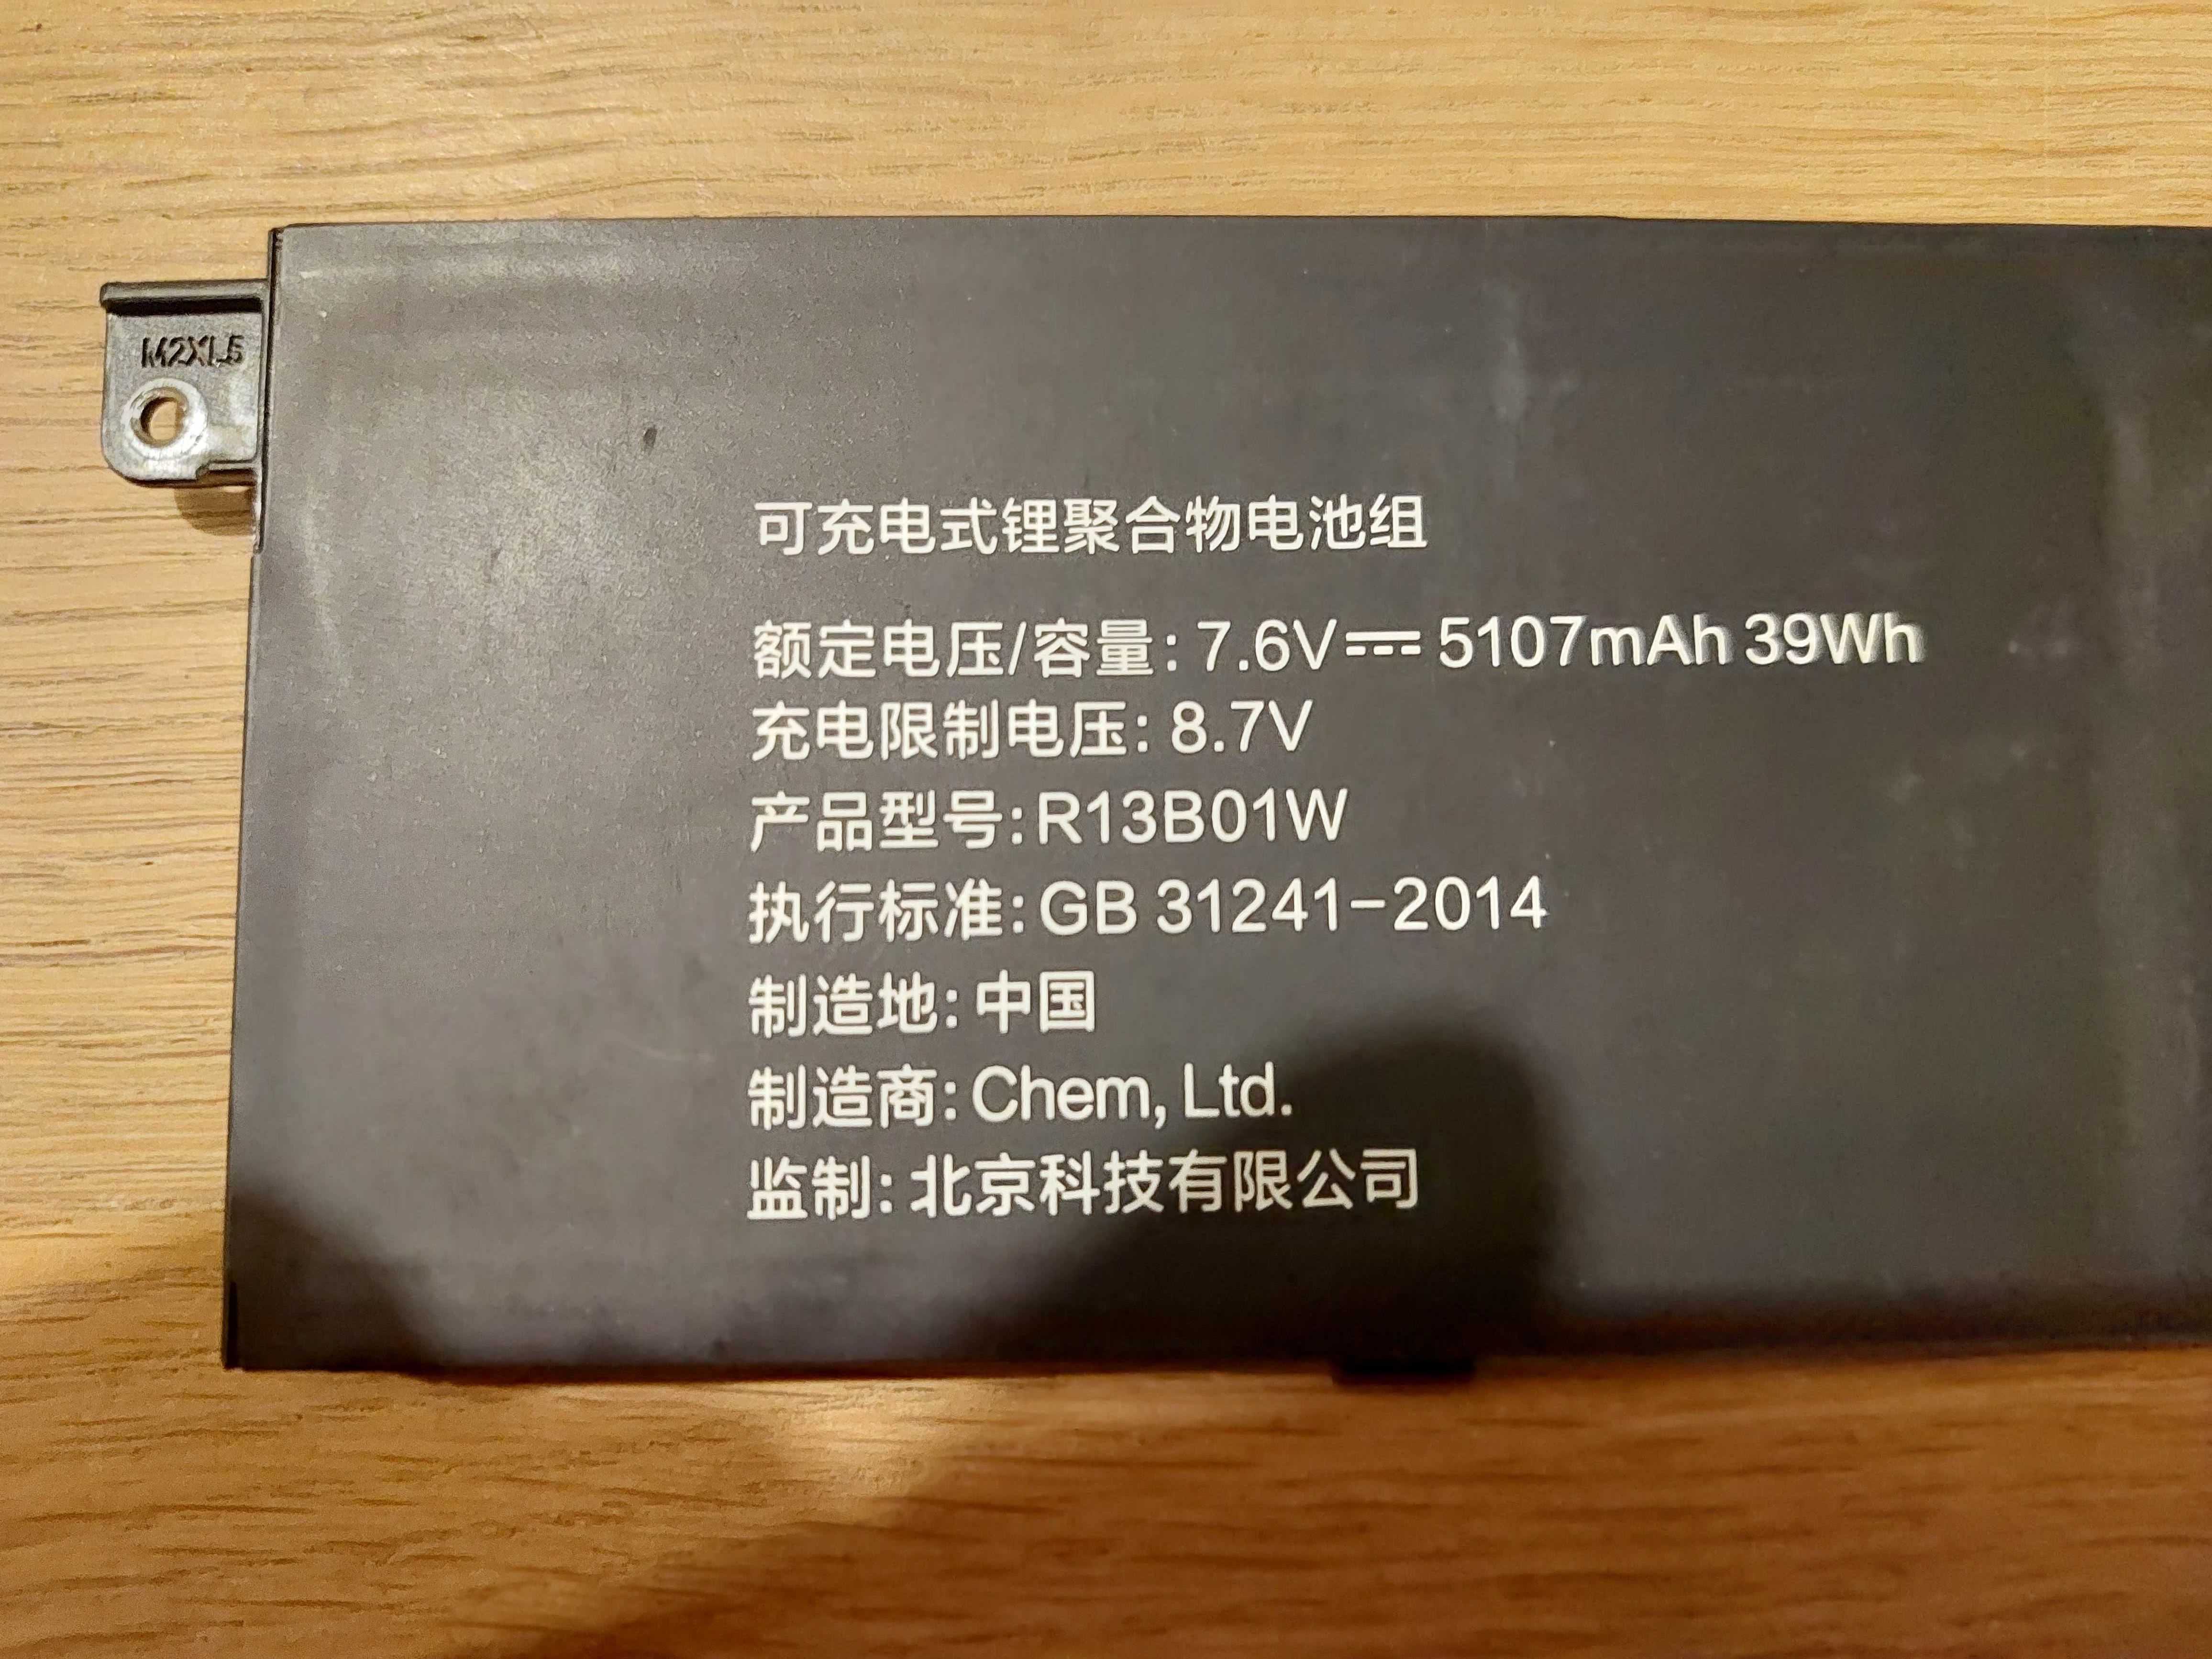 M2XL5
可充电式锂聚合物电池组
额定电压/容量: 7.6V⎓5107mAh 39Wh
充电限制电压: 8.7V
产品型号:R13B01W
执行标准:GB 31241-2014
制造地:中国
制造商:Chem, Ltd.
监制:北京科技有限公司